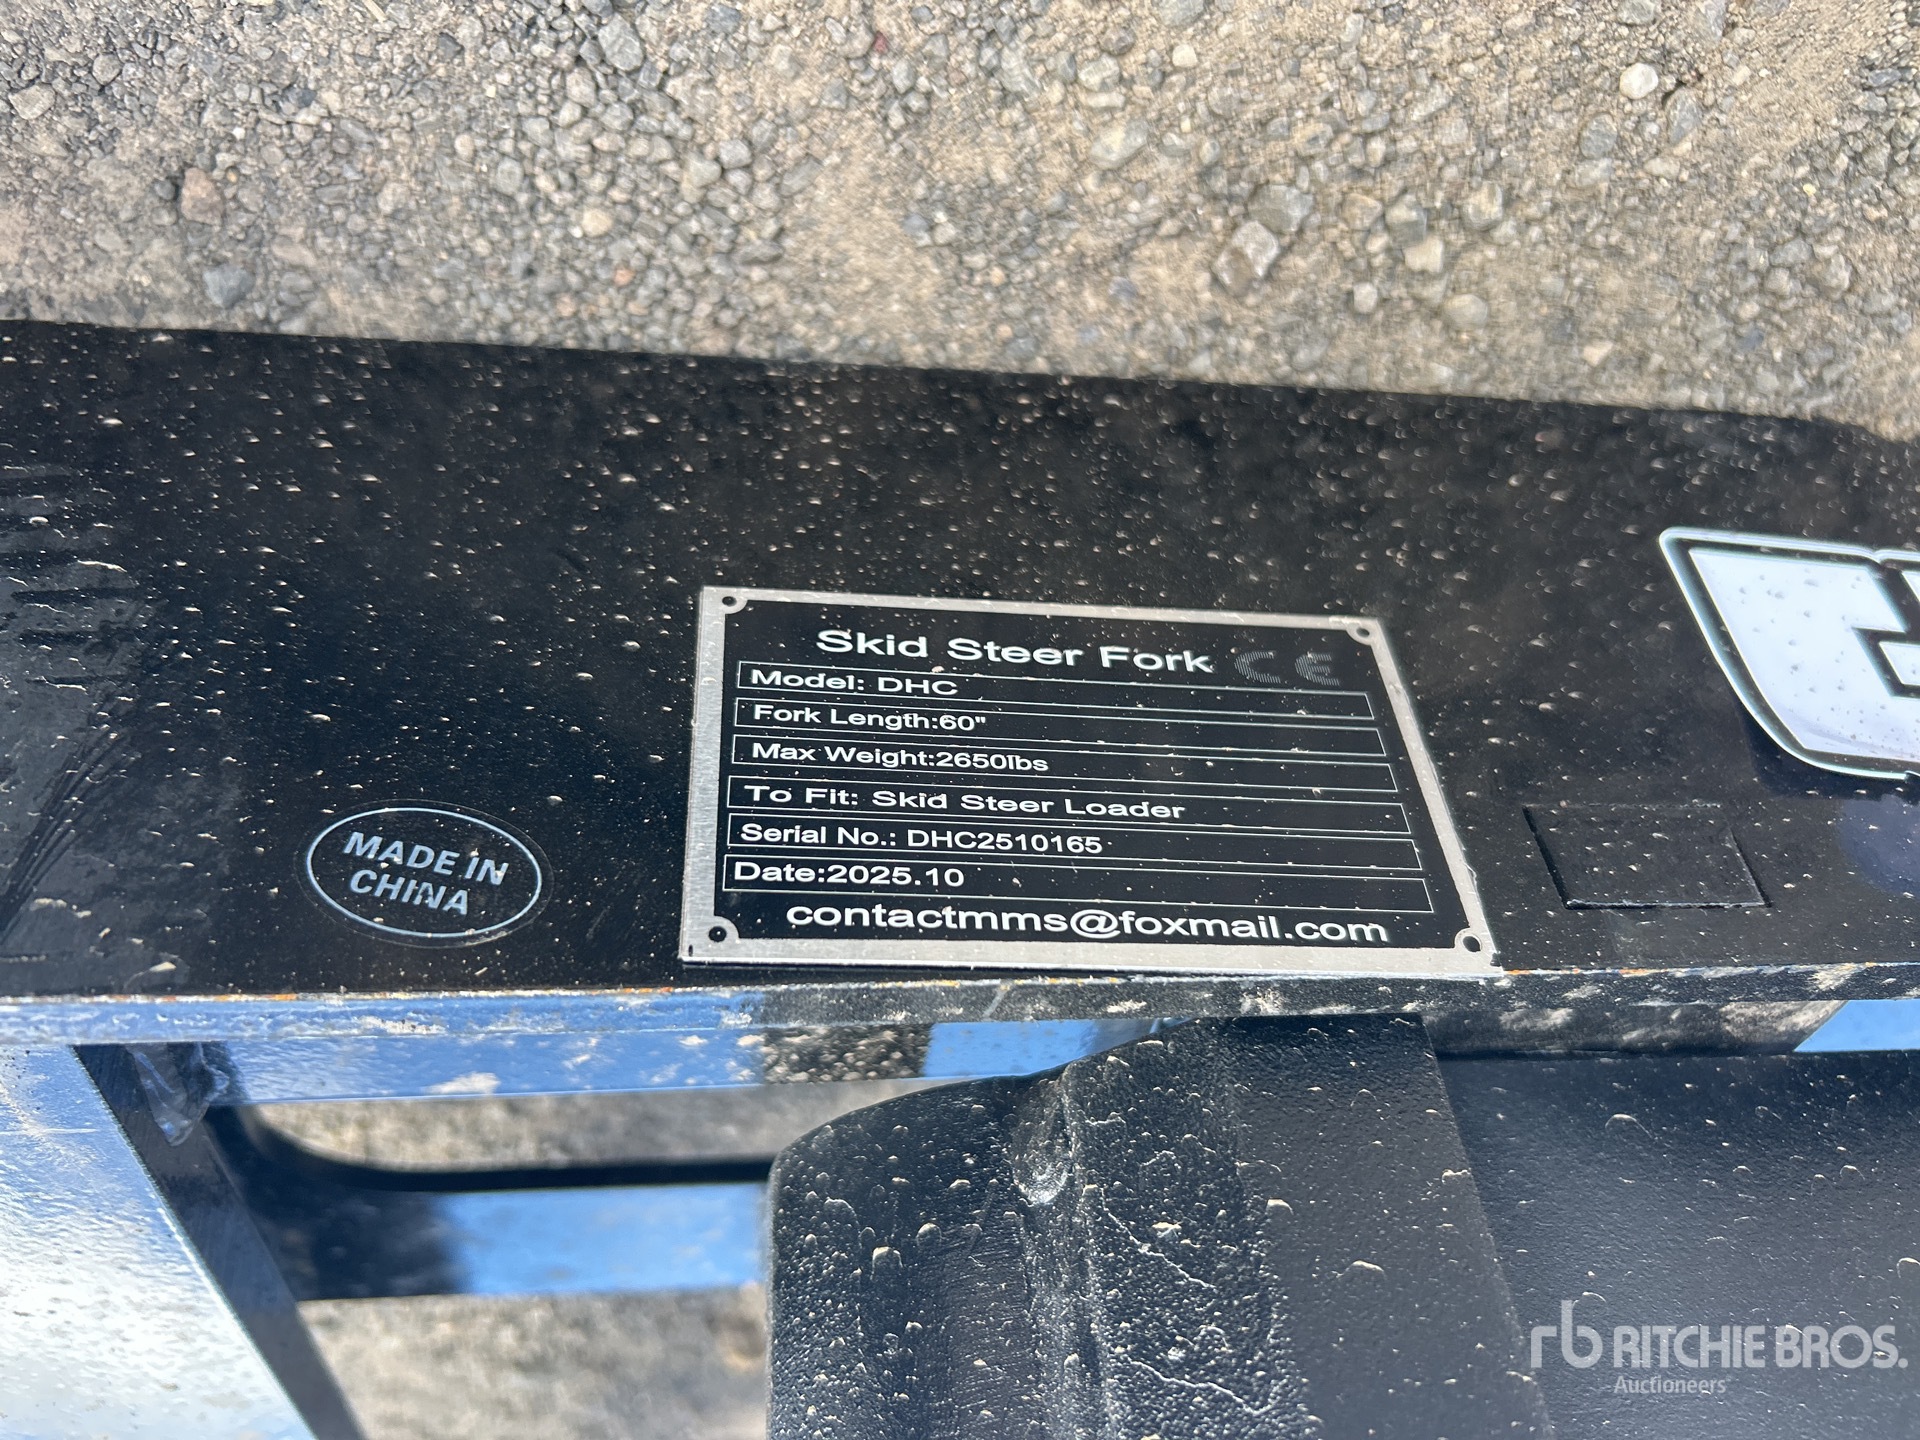 Skid Steer Fork CE
Model: DHC
Fork Length:60"
Max Weight:2650lbs
To Fit: Skid Steer Loader
Serial No.: DHC2510165
Date:2025.10
contactmms@foxmail.com
MADE IN
CHINA
rb RITCHIE BROS.
Auctioneers